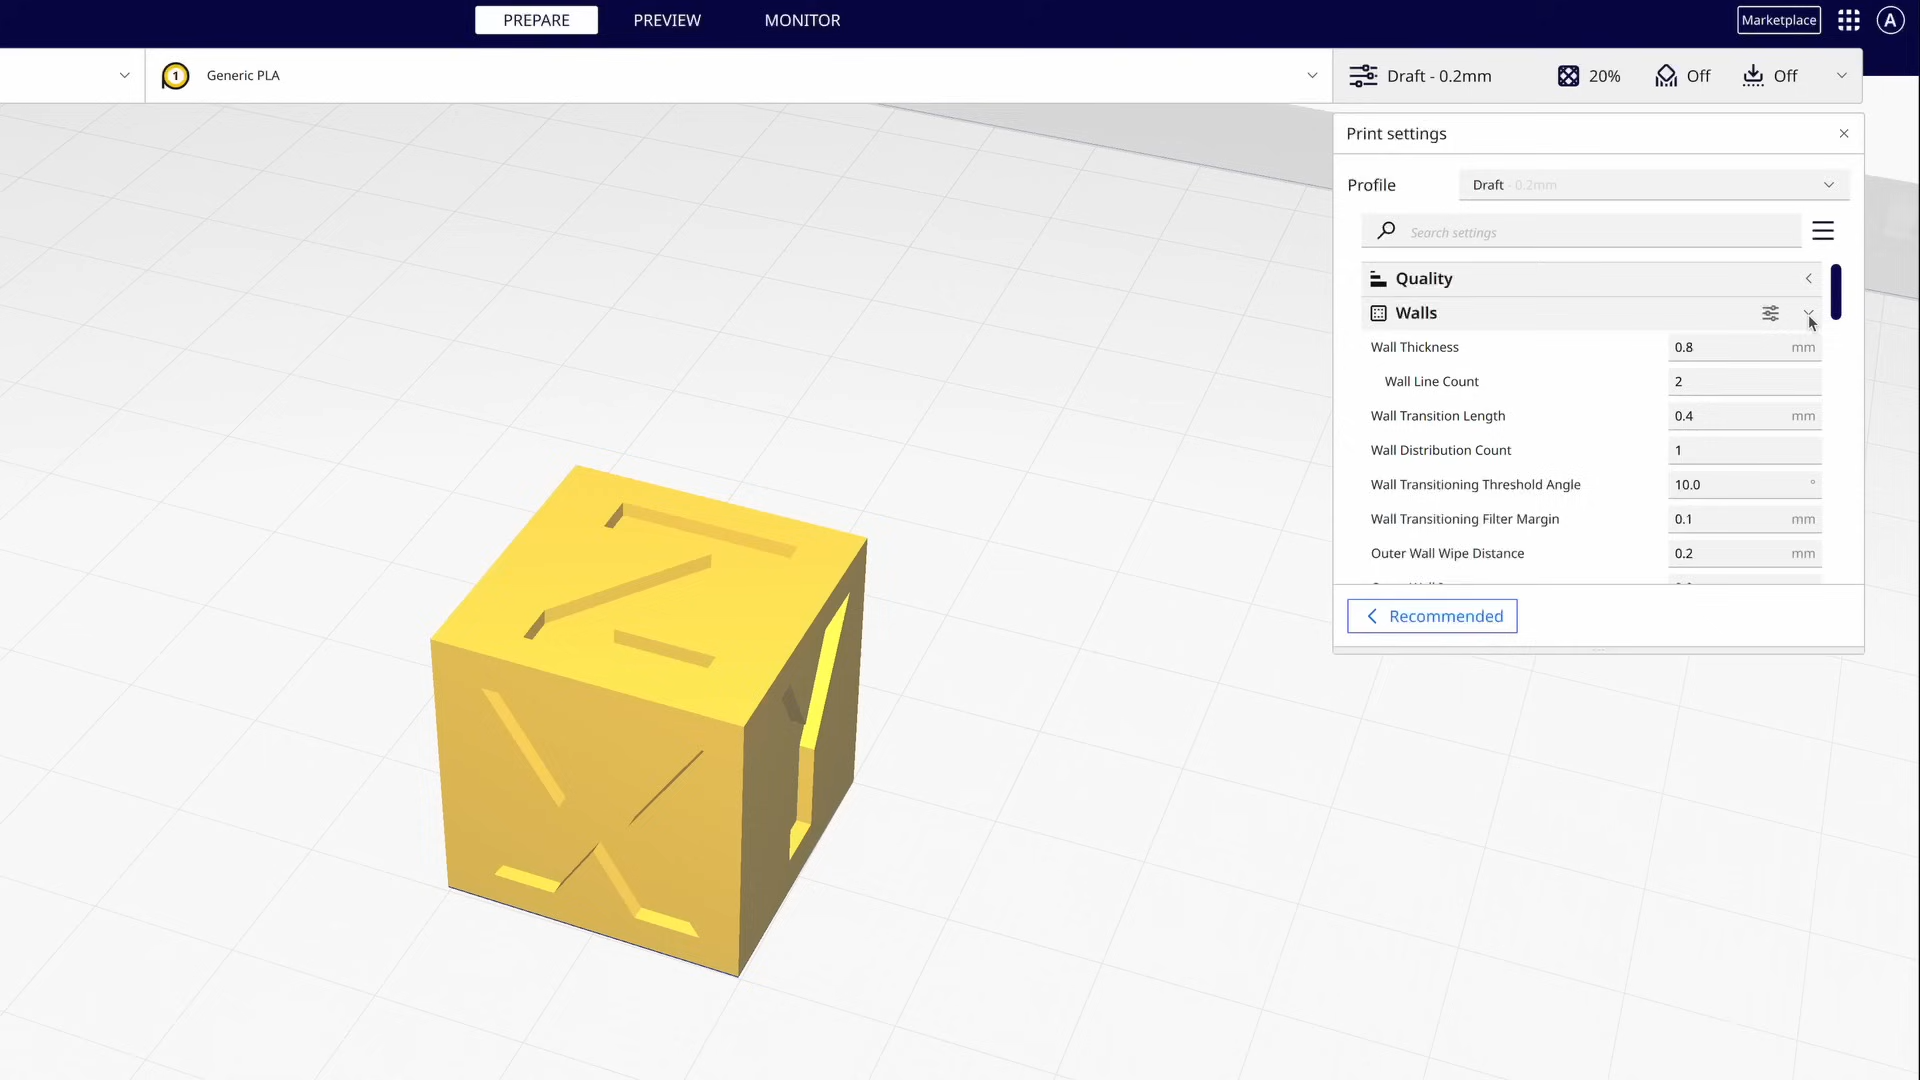 PREPARE PREVIEW MONITOR Marketplace A
1 Generic PLA Draft - 0.2mm 20% Off Off
Print settings
Profile Draft - 0.2mm
Search settings
Quality
Walls
Wall Thickness 0.8 mm
Wall Line Count 2
Wall Transition Length 0.4 mm
Wall Distribution Count 1
Wall Transitioning Threshold Angle 10.0 °
Wall Transitioning Filter Margin 0.1 mm
Outer Wall Wipe Distance 0.2 mm
Recommended
Z
X
Y